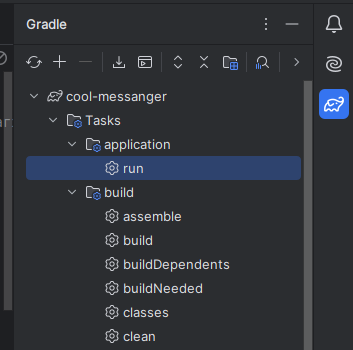 Gradle
cool-messanger
Tasks
application
run
build
assemble
build
buildDependents
buildNeeded
classes
clean